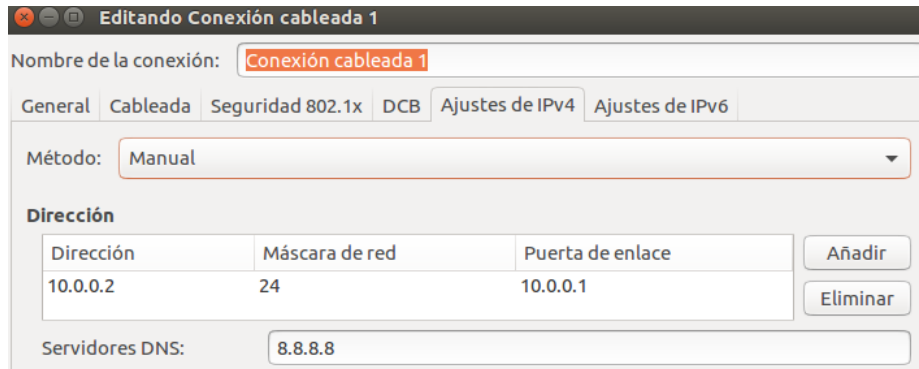 Editando Conexión cableada 1
Nombre de la conexión: Conexión cableada 1
General Cableada Seguridad 802.1x DCB Ajustes de IPv4 Ajustes de IPv6
Método: Manual
Dirección
Dirección Máscara de red Puerta de enlace Añadir
10.0.0.2 24 10.0.0.1
Eliminar
Servidores DNS: 8.8.8.8